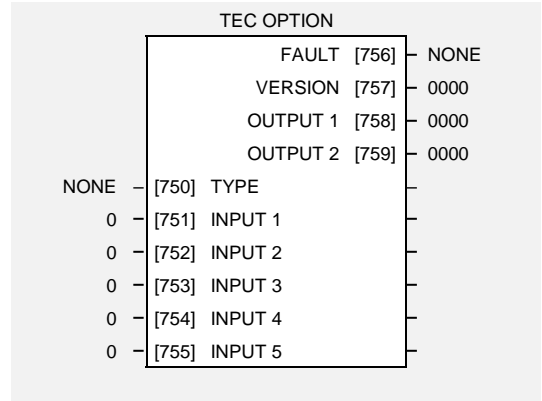 TEC OPTION
FAULT [756] – NONE
VERSION [757] – 0000
OUTPUT 1 [758] – 0000
OUTPUT 2 [759] – 0000
NONE – [750] TYPE –
0 – [751] INPUT 1 –
0 – [752] INPUT 2 –
0 – [753] INPUT 3 –
0 – [754] INPUT 4 –
0 – [755] INPUT 5 –